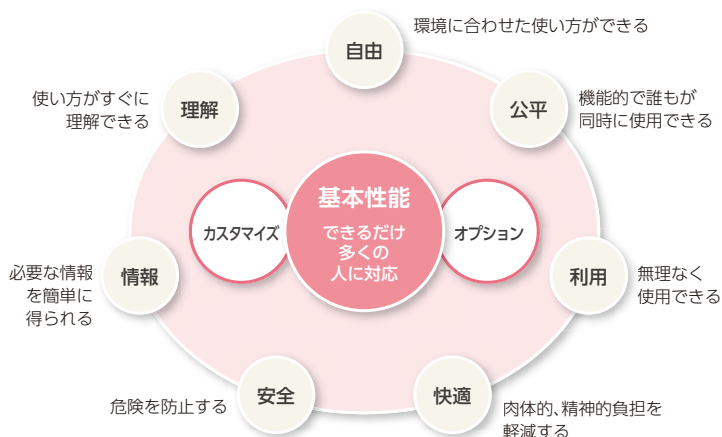 自由
環境に合わせた使い方ができる
理解
使い方がすぐに
理解できる
公平
機能的で誰もが
同時に使用できる
基本性能
できるだけ
多くの
人に対応
カスタマイズ
オプション
情報
必要な情報
を簡単に
得られる
利用
無理なく
使用できる
安全
危険を防止する
快適
肉体的、精神的負担を
軽減する